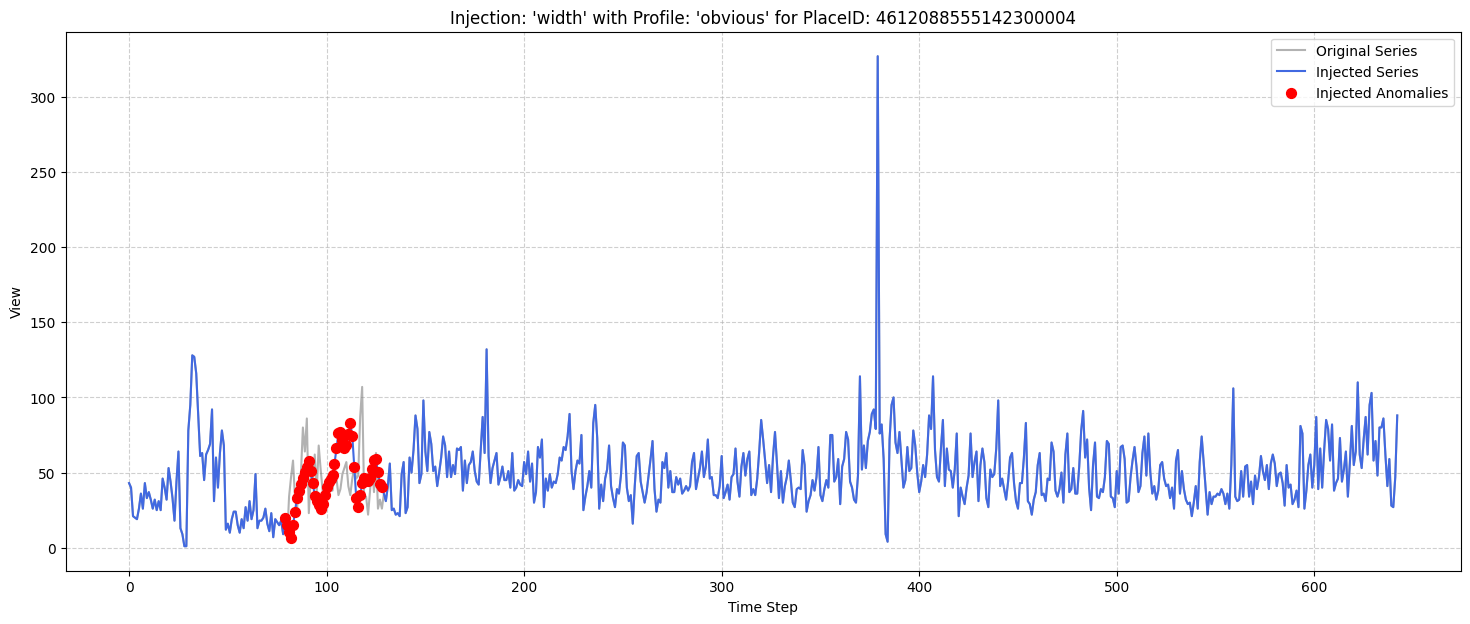 Injection: 'width' with Profile: 'obvious' for PlaceID: 4612088555142300004
Original Series
Injected Series
Injected Anomalies
View
300
250
200
150
100
50
0
0 100 200 300 400 500 600
Time Step